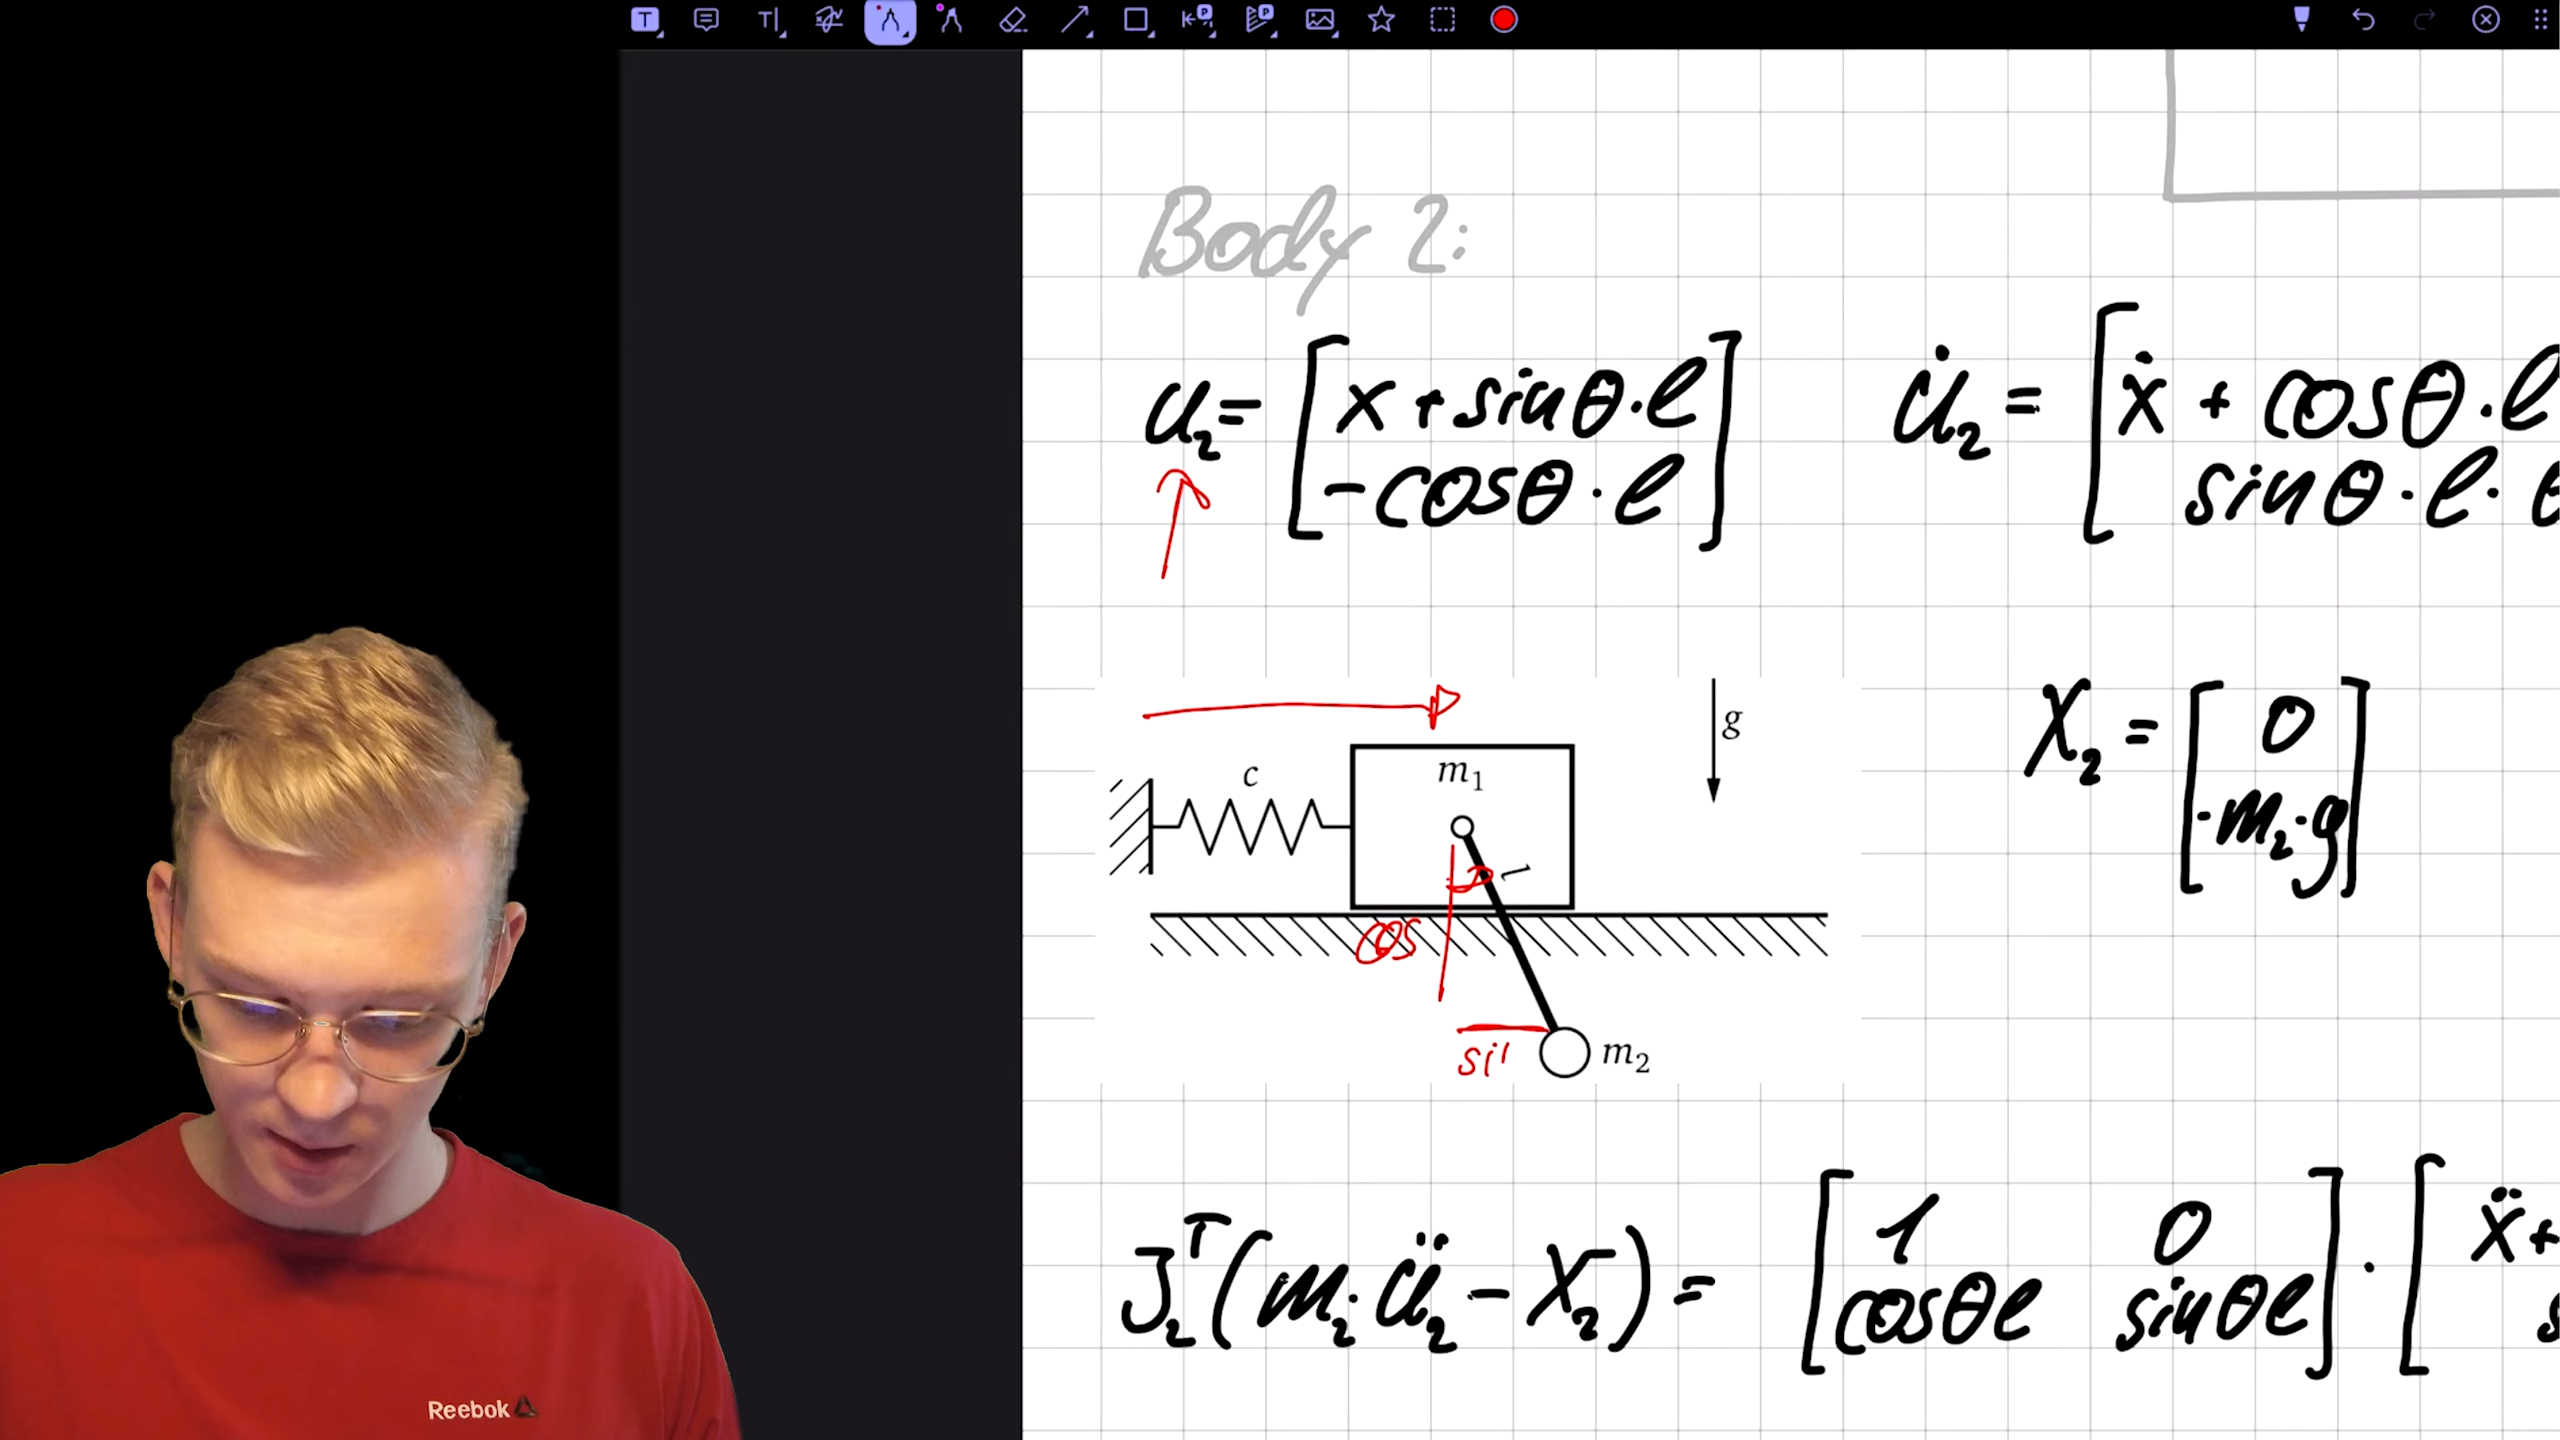 Body 2:
u₂ = [x + sinθ·l
-cosθ·l]
u̇₂ = [ẋ + cosθ·l
sinθ·l·
g
c
m₁
l
cos
si
m₂
X₂ = [0
-m₂·g]
J₂ᵀ(m₂·ü₂ - X₂) = [1 0
cosθl sinθl] · [ẍ+
Reebok